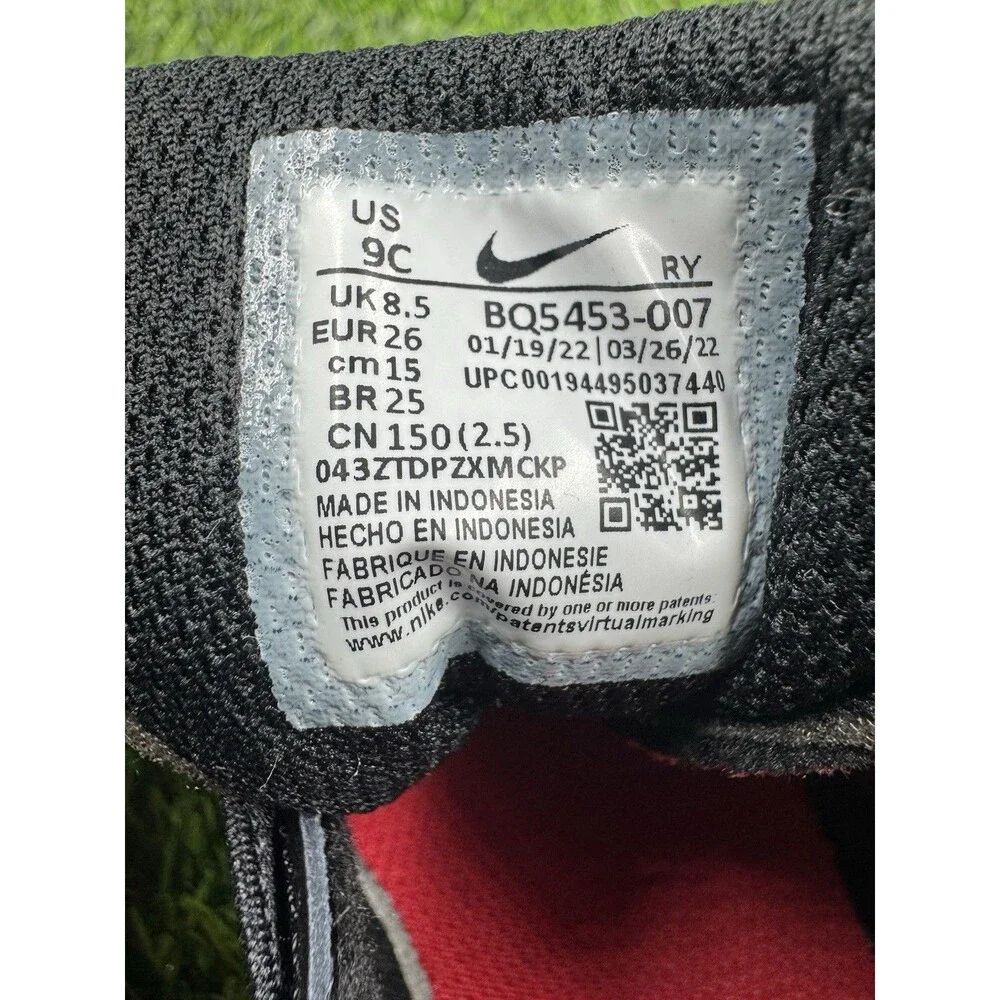 US
9C
RY
UK 8.5
EUR 26
cm 15
BR 25
CN 150 (2.5)
BQ5453-007
01/19/22 | 03/26/22
UPC00194495037440
043ZTDPZXMCKP
MADE IN INDONESIA
HECHO EN INDONESIA
FABRIQUE EN INDONESIE
FABRICADO NA INDONÉSIA
This product is covered by one or more patents:
www.nike.com/patentsvirtualmarking